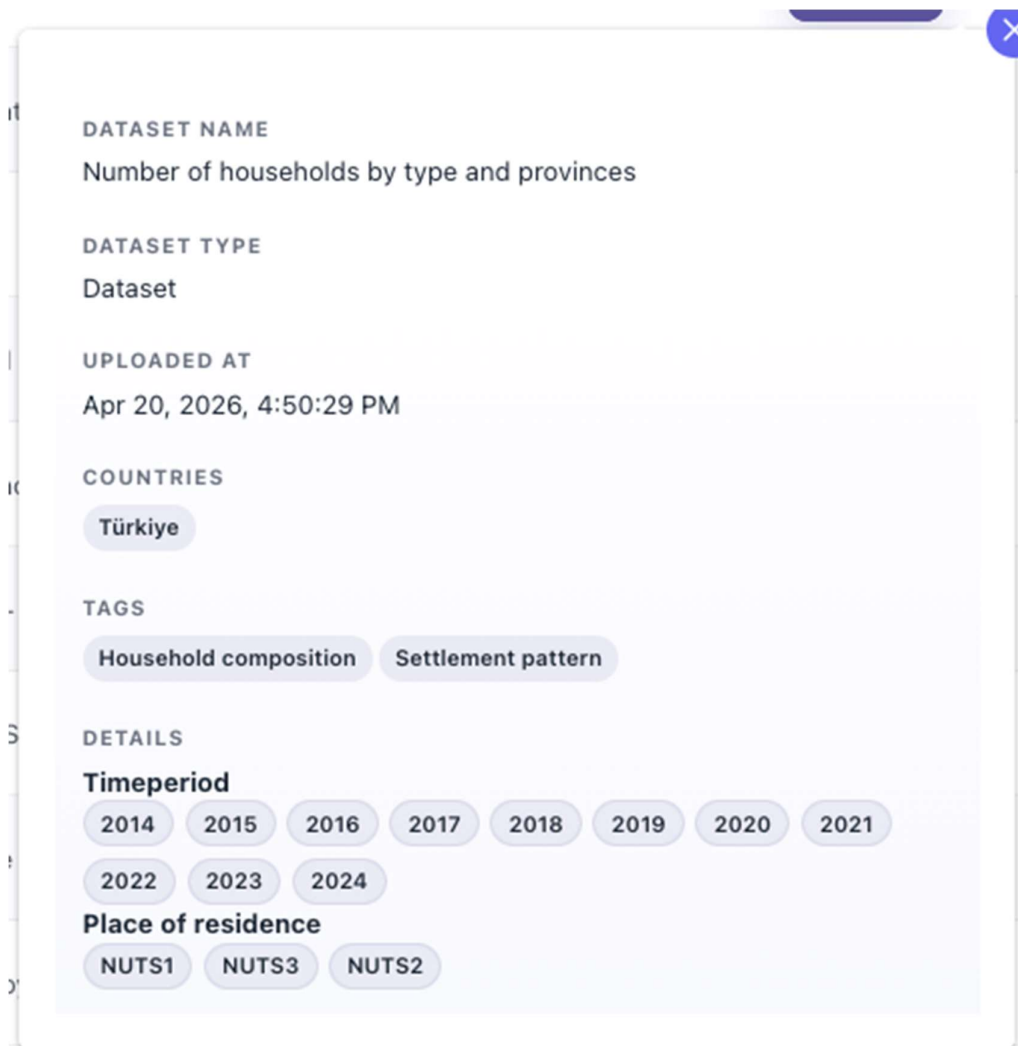 DATASET NAME
Number of households by type and provinces
DATASET TYPE
Dataset
UPLOADED AT
Apr 20, 2026, 4:50:29 PM
COUNTRIES
Türkiye
TAGS
Household composition Settlement pattern
DETAILS
Timeperiod
2014 2015 2016 2017 2018 2019 2020 2021
2022 2023 2024
Place of residence
NUTS1 NUTS3 NUTS2